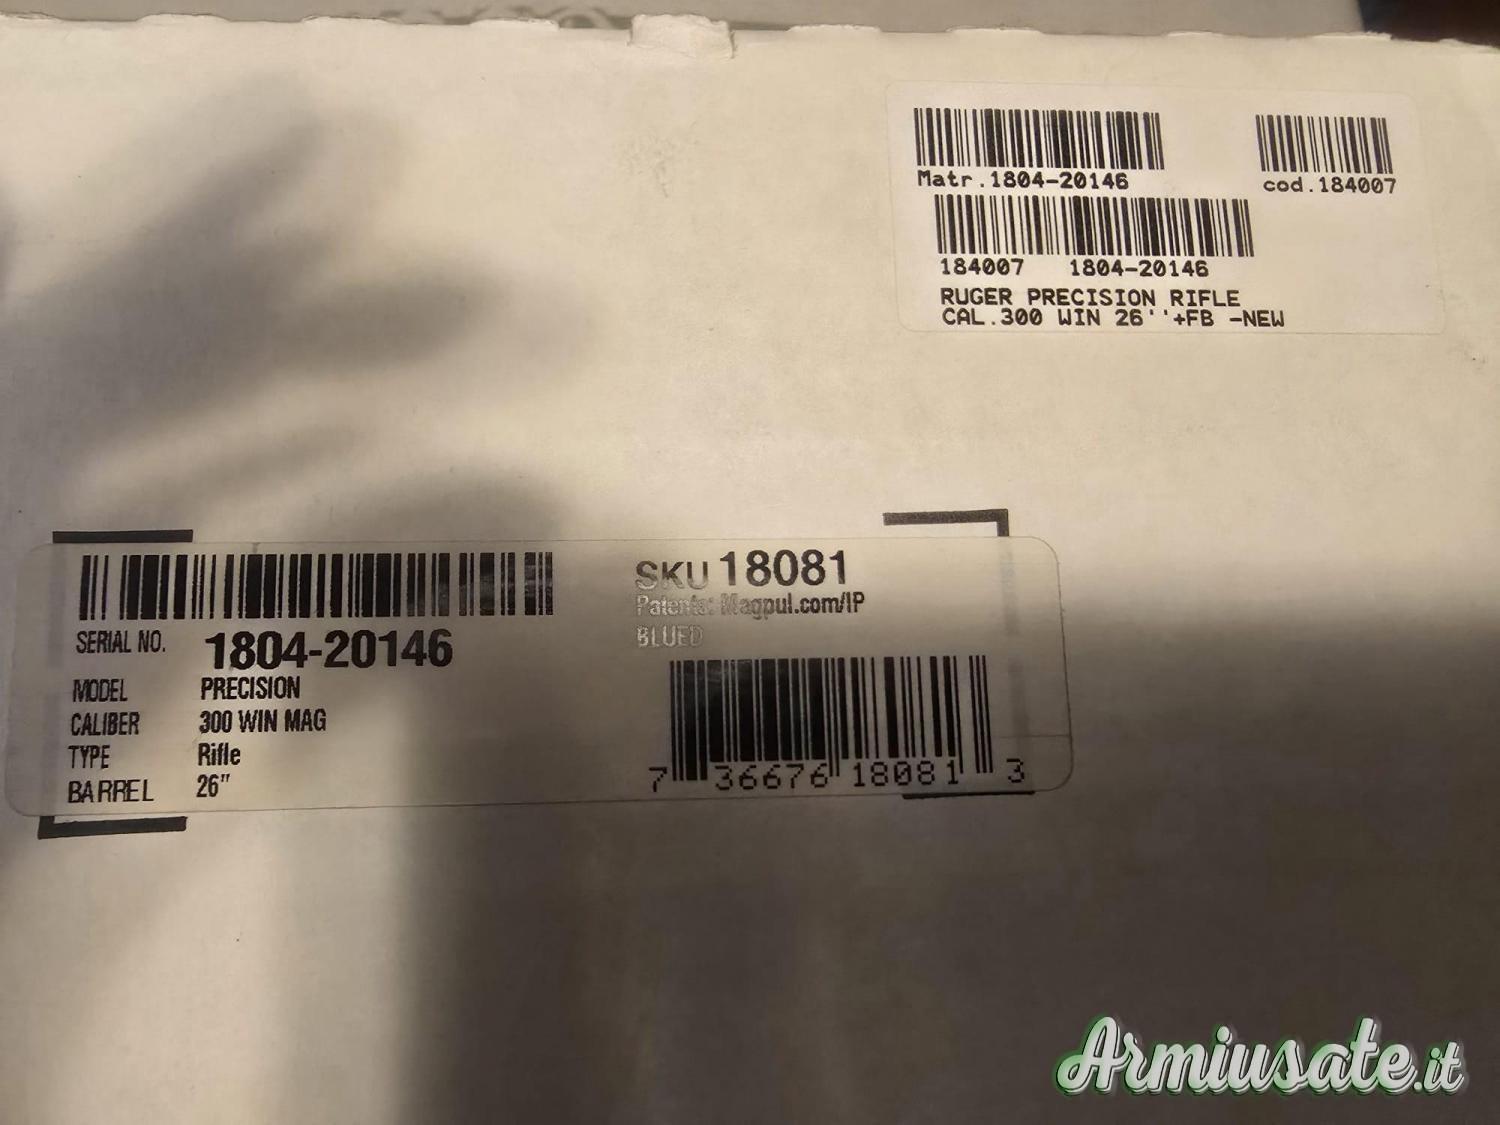 Matr.1804-20146
cod.184007
184007 1804-20146
RUGER PRECISION RIFLE
CAL.300 WIN 26''+FB -NEW
SERIAL NO. 1804-20146
MODEL PRECISION
CALIBER 300 WIN MAG
TYPE Rifle
BARREL 26"
SKU 18081
Patents: Magpul.com/IP
BLUED
7 36676 18081 3
Armiusate.it